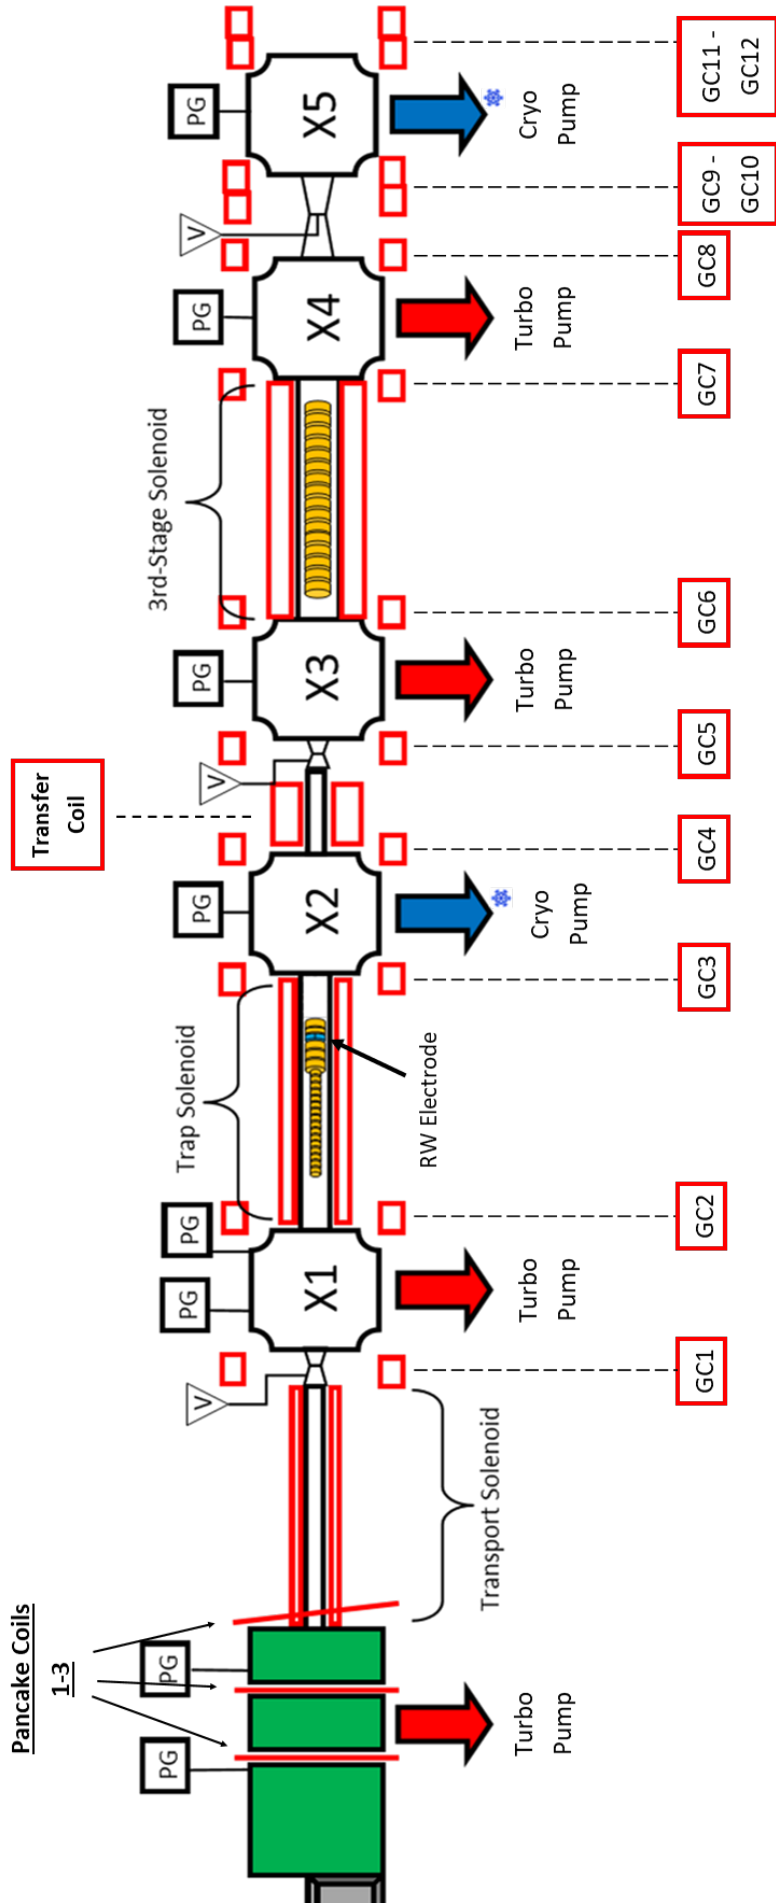 Pancake Coils
1-3
PG
PG
Turbo
Pump
Transport Solenoid
V
GC1
PG
PG
X1
Turbo
Pump
GC2
Trap Solenoid
RW Electrode
GC3
PG
X2
Cryo
Pump
GC4
Transfer
Coil
V
GC5
PG
X3
Turbo
Pump
GC6
3rd-Stage Solenoid
GC7
PG
X4
Turbo
Pump
GC8
V
GC9 -
GC10
PG
X5
Cryo
Pump
GC11 -
GC12